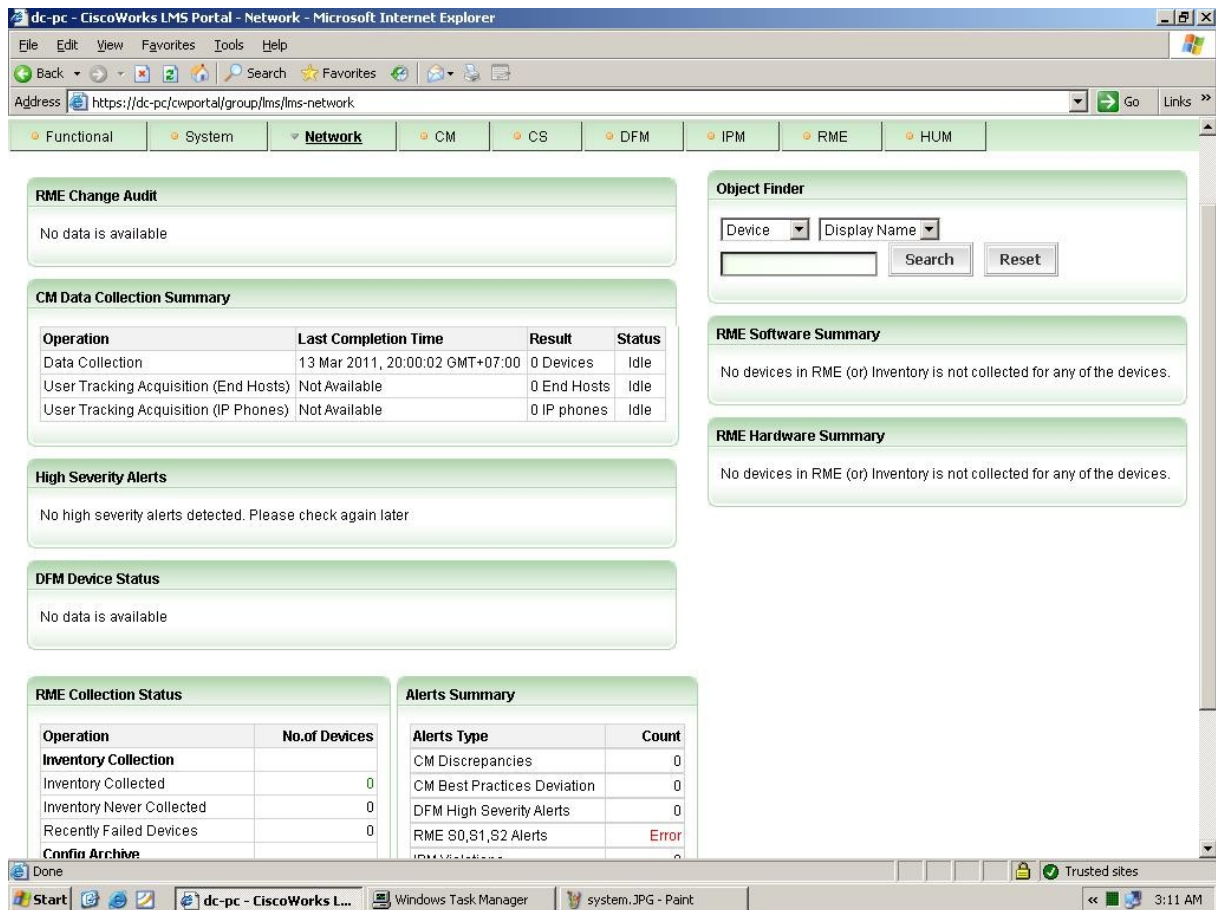 dc-pc - CiscoWorks LMS Portal - Network - Microsoft Internet Explorer
File Edit View Favorites Tools Help
Back Search Favorites
Address https://dc-pc/cwportal/group/lms/lms-network Go Links »
Functional System Network CM CS DFM IPM RME HUM
RME Change Audit
No data is available
CM Data Collection Summary
Operation Last Completion Time Result Status
Data Collection 13 Mar 2011, 20:00:02 GMT+07:00 0 Devices Idle
User Tracking Acquisition (End Hosts) Not Available 0 End Hosts Idle
User Tracking Acquisition (IP Phones) Not Available 0 IP phones Idle
High Severity Alerts
No high severity alerts detected. Please check again later
DFM Device Status
No data is available
RME Collection Status
Operation No.of Devices
Inventory Collection
Inventory Collected 0
Inventory Never Collected 0
Recently Failed Devices 0
Config Archive
Alerts Summary
Alerts Type Count
CM Discrepancies 0
CM Best Practices Deviation 0
DFM High Severity Alerts 0
RME S0,S1,S2 Alerts Error
Object Finder
Device Display Name
Search Reset
RME Software Summary
No devices in RME (or) Inventory is not collected for any of the devices.
RME Hardware Summary
No devices in RME (or) Inventory is not collected for any of the devices.
Done Trusted sites
Start dc-pc - CiscoWorks L... Windows Task Manager system.JPG - Paint « 3:11 AM